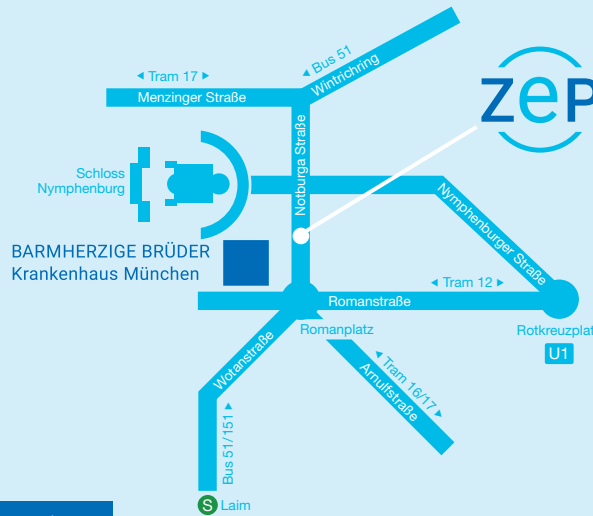 Bus 51
Tram 17
Wintrichring
Menzinger Straße
zeP
Notburga Straße
Schloss
Nymphenburg
Nymphenburger Straße
BARMHERZIGE BRÜDER
Krankenhaus München
Tram 12
Romanstraße
Romanplatz
Rotkreuzplat
U1
Wotanstraße
Tram 16/17
Arnulfstraße
Bus 51/151
S Laim